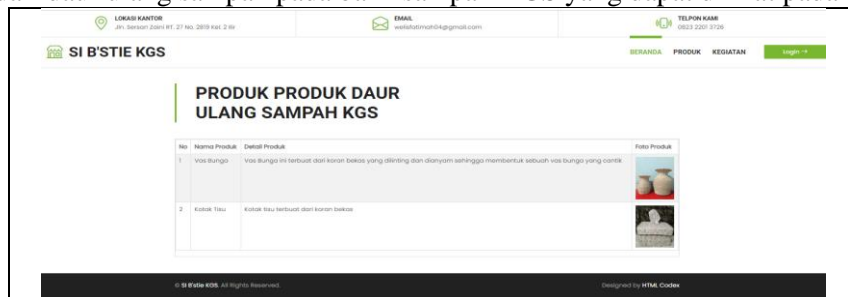 LOKASI KANTOR
EMAIL
TELPON KAMI
0823 2201 3726
SI B'STIE KGS
BERANDA PRODUK KEGIATAN Login →
PRODUK PRODUK DAUR
ULANG SAMPAH KGS
No Nama Produk Detail Produk Foto Produk
1 Vas Bunga Vas Bunga ini terbuat dari koran bekas yang dilinting dan dianyam sehingga membentuk sebuah vas bunga yang cantik
2 Kotak Tisu Kotak tisu terbuat dari koran bekas
© SI B'stie KGS. All Rights Reserved. Designed by HTML Codex